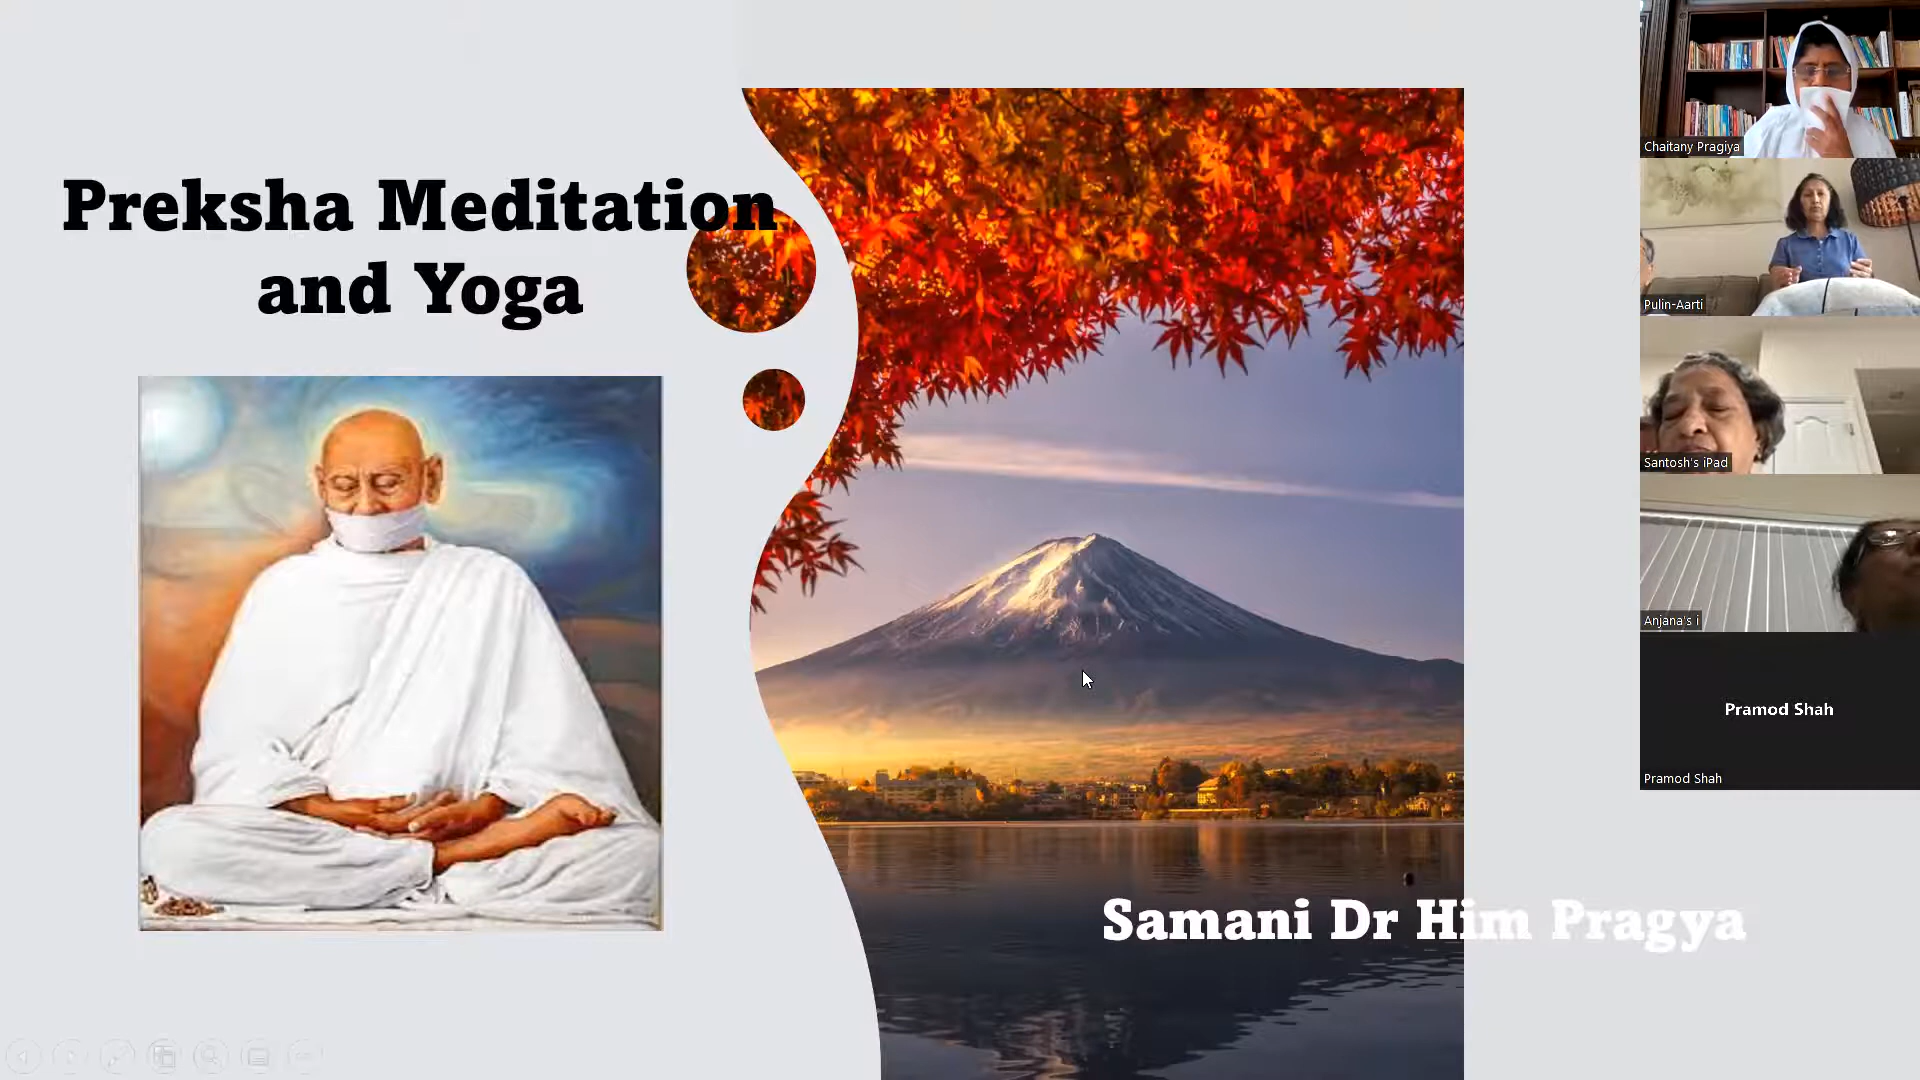 Preksha Meditation
and Yoga
Samani Dr Him Pragya
Chaitany Pragiya
Pulin-Aarti
Santosh's iPad
Anjana's i
Pramod Shah
Pramod Shah